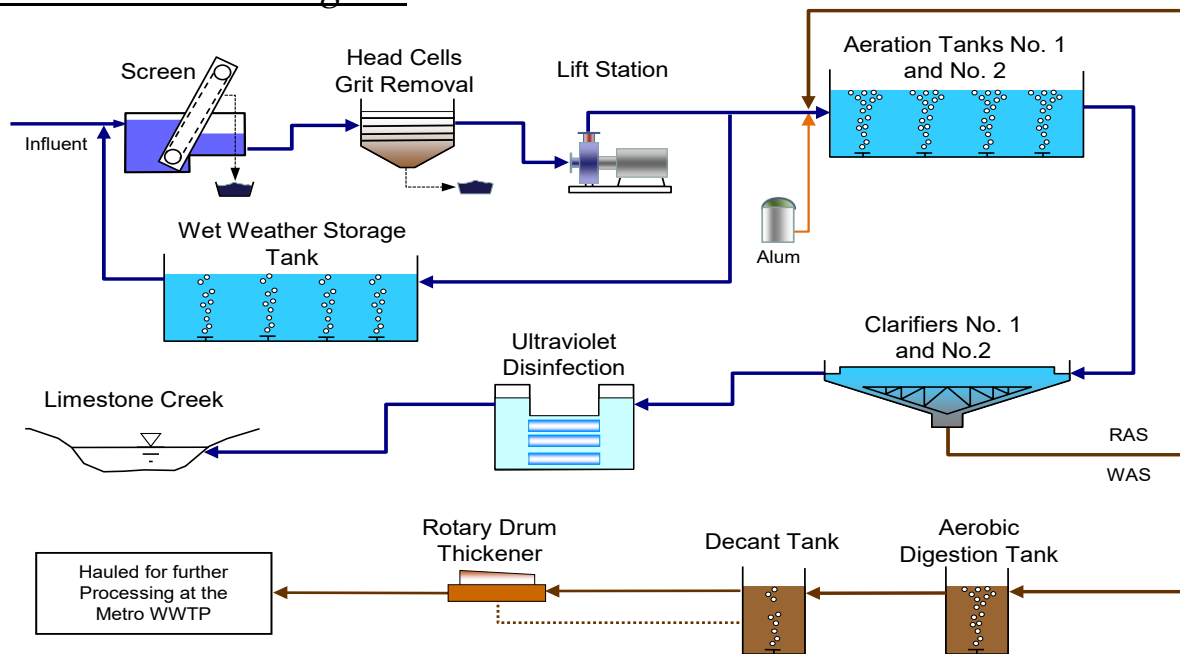 Screen
Head Cells
Grit Removal
Lift Station
Aeration Tanks No. 1
and No. 2
Influent
Wet Weather Storage
Tank
Alum
Clarifiers No. 1
and No.2
Ultraviolet
Disinfection
Limestone Creek
RAS
WAS
Rotary Drum
Thickener
Decant Tank
Aerobic
Digestion Tank
Hauled for further
Processing at the
Metro WWTP